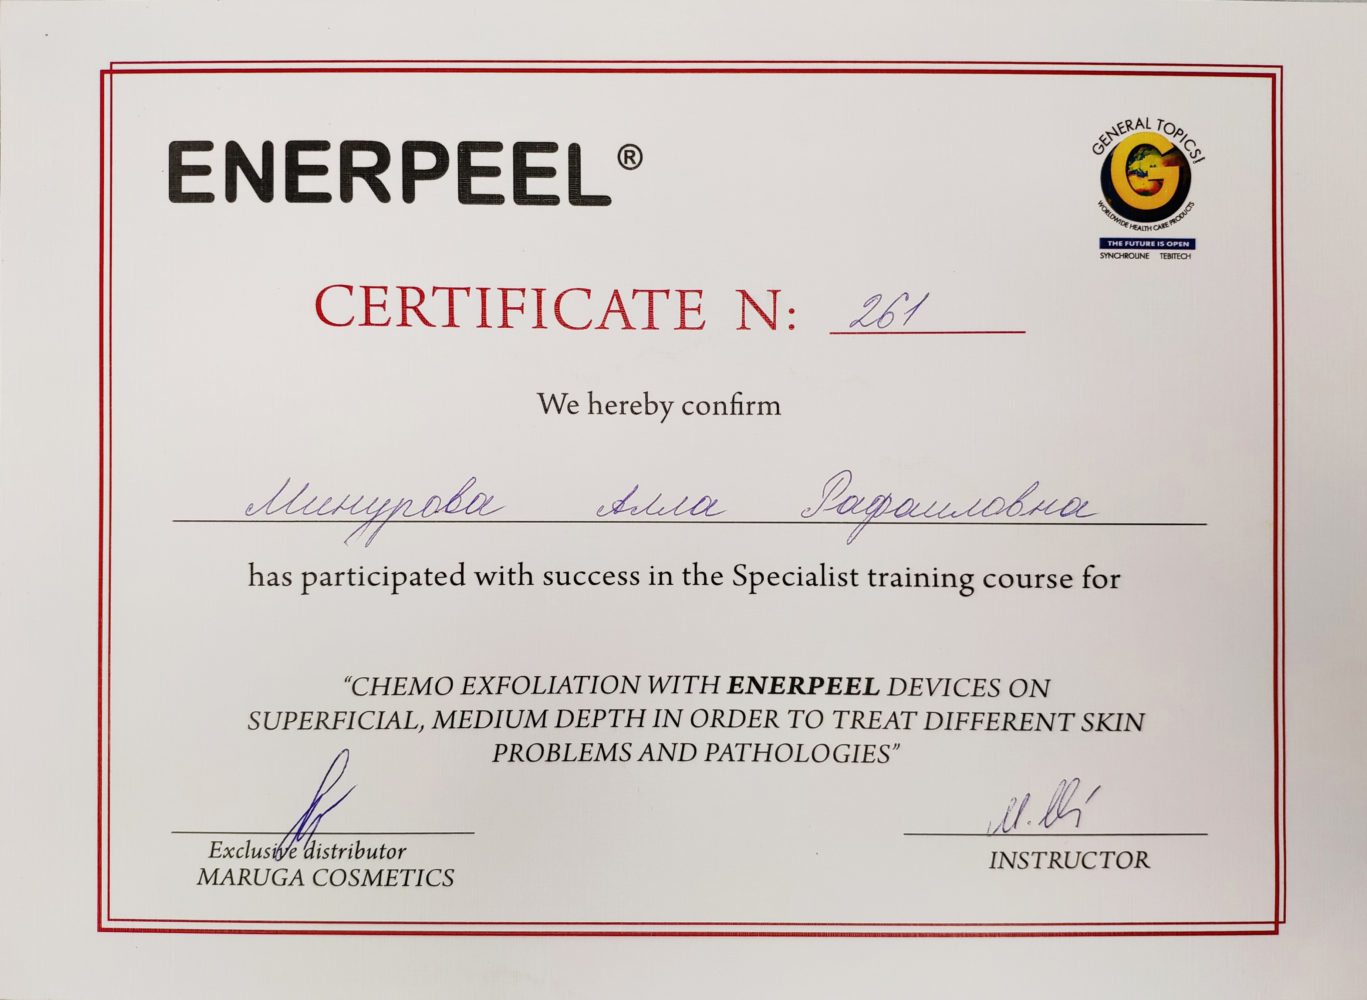 ENERPEEL®
GENERAL TOPICS!
WORLDWIDE HEALTH CARE PRODUCTS
THE FUTURE IS OPEN
SYNCHROLINE TEBITECH
CERTIFICATE N: 261
We hereby confirm
Минурова Алла Рафаиловна
has participated with success in the Specialist training course for
“CHEMO EXFOLIATION WITH ENERPEEL DEVICES ON
SUPERFICIAL, MEDIUM DEPTH IN ORDER TO TREAT DIFFERENT SKIN
PROBLEMS AND PATHOLOGIES”
Exclusive distributor
MARUGA COSMETICS
INSTRUCTOR